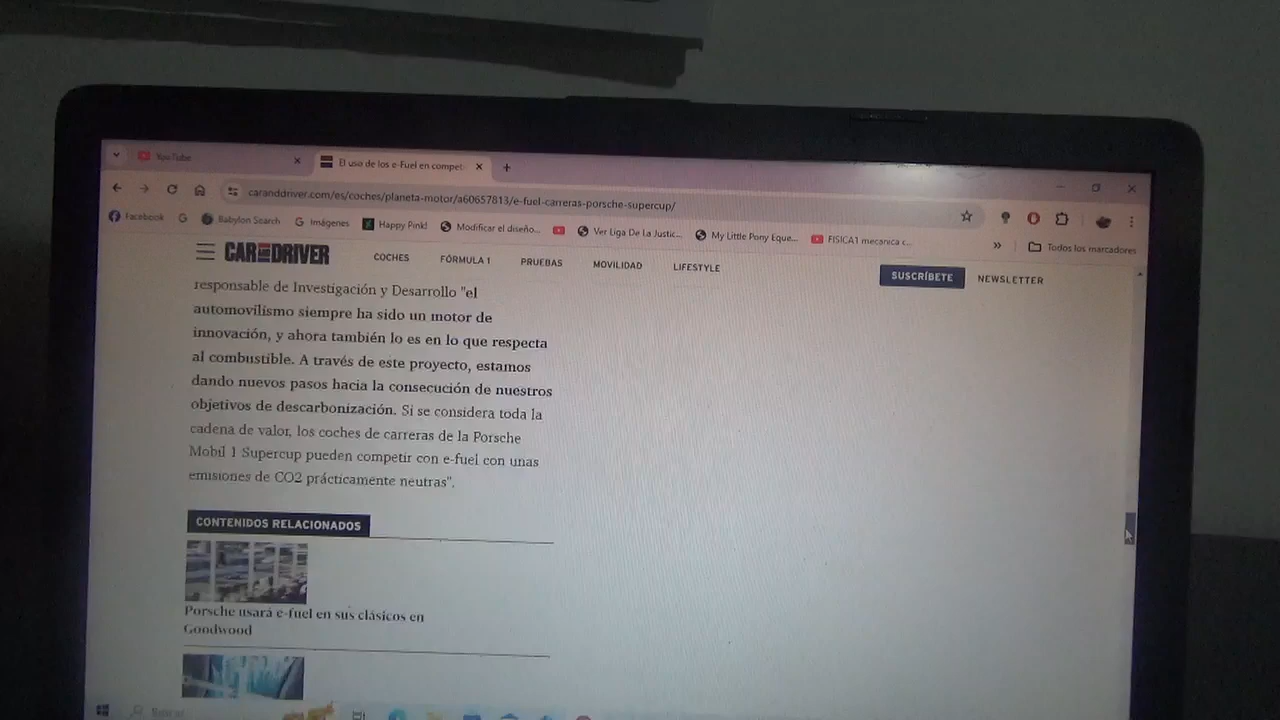 YouTube
El uso de los e-Fuel en compet
caranddriver.com/es/coches/planeta-motor/a60657813/e-fuel-carreras-porsche-supercup/
Facebook
Babylon Search
Imágenes
Happy Pink!
Modificar el diseño...
Ver Liga De La Justic...
My Little Pony Eque...
FISICA1 mecanica c...
»
Todos los marcadores
CAR AND DRIVER
COCHES
FÓRMULA 1
PRUEBAS
MOVILIDAD
LIFESTYLE
SUSCRÍBETE
NEWSLETTER
responsable de Investigación y Desarrollo "el
automovilismo siempre ha sido un motor de
innovación, y ahora también lo es en lo que respecta
al combustible. A través de este proyecto, estamos
dando nuevos pasos hacia la consecución de nuestros
objetivos de descarbonización. Si se considera toda la
cadena de valor, los coches de carreras de la Porsche
Mobil 1 Supercup pueden competir con e-fuel con unas
emisiones de CO2 prácticamente neutras".
CONTENIDOS RELACIONADOS
Porsche usará e-fuel en sus clásicos en
Goodwood